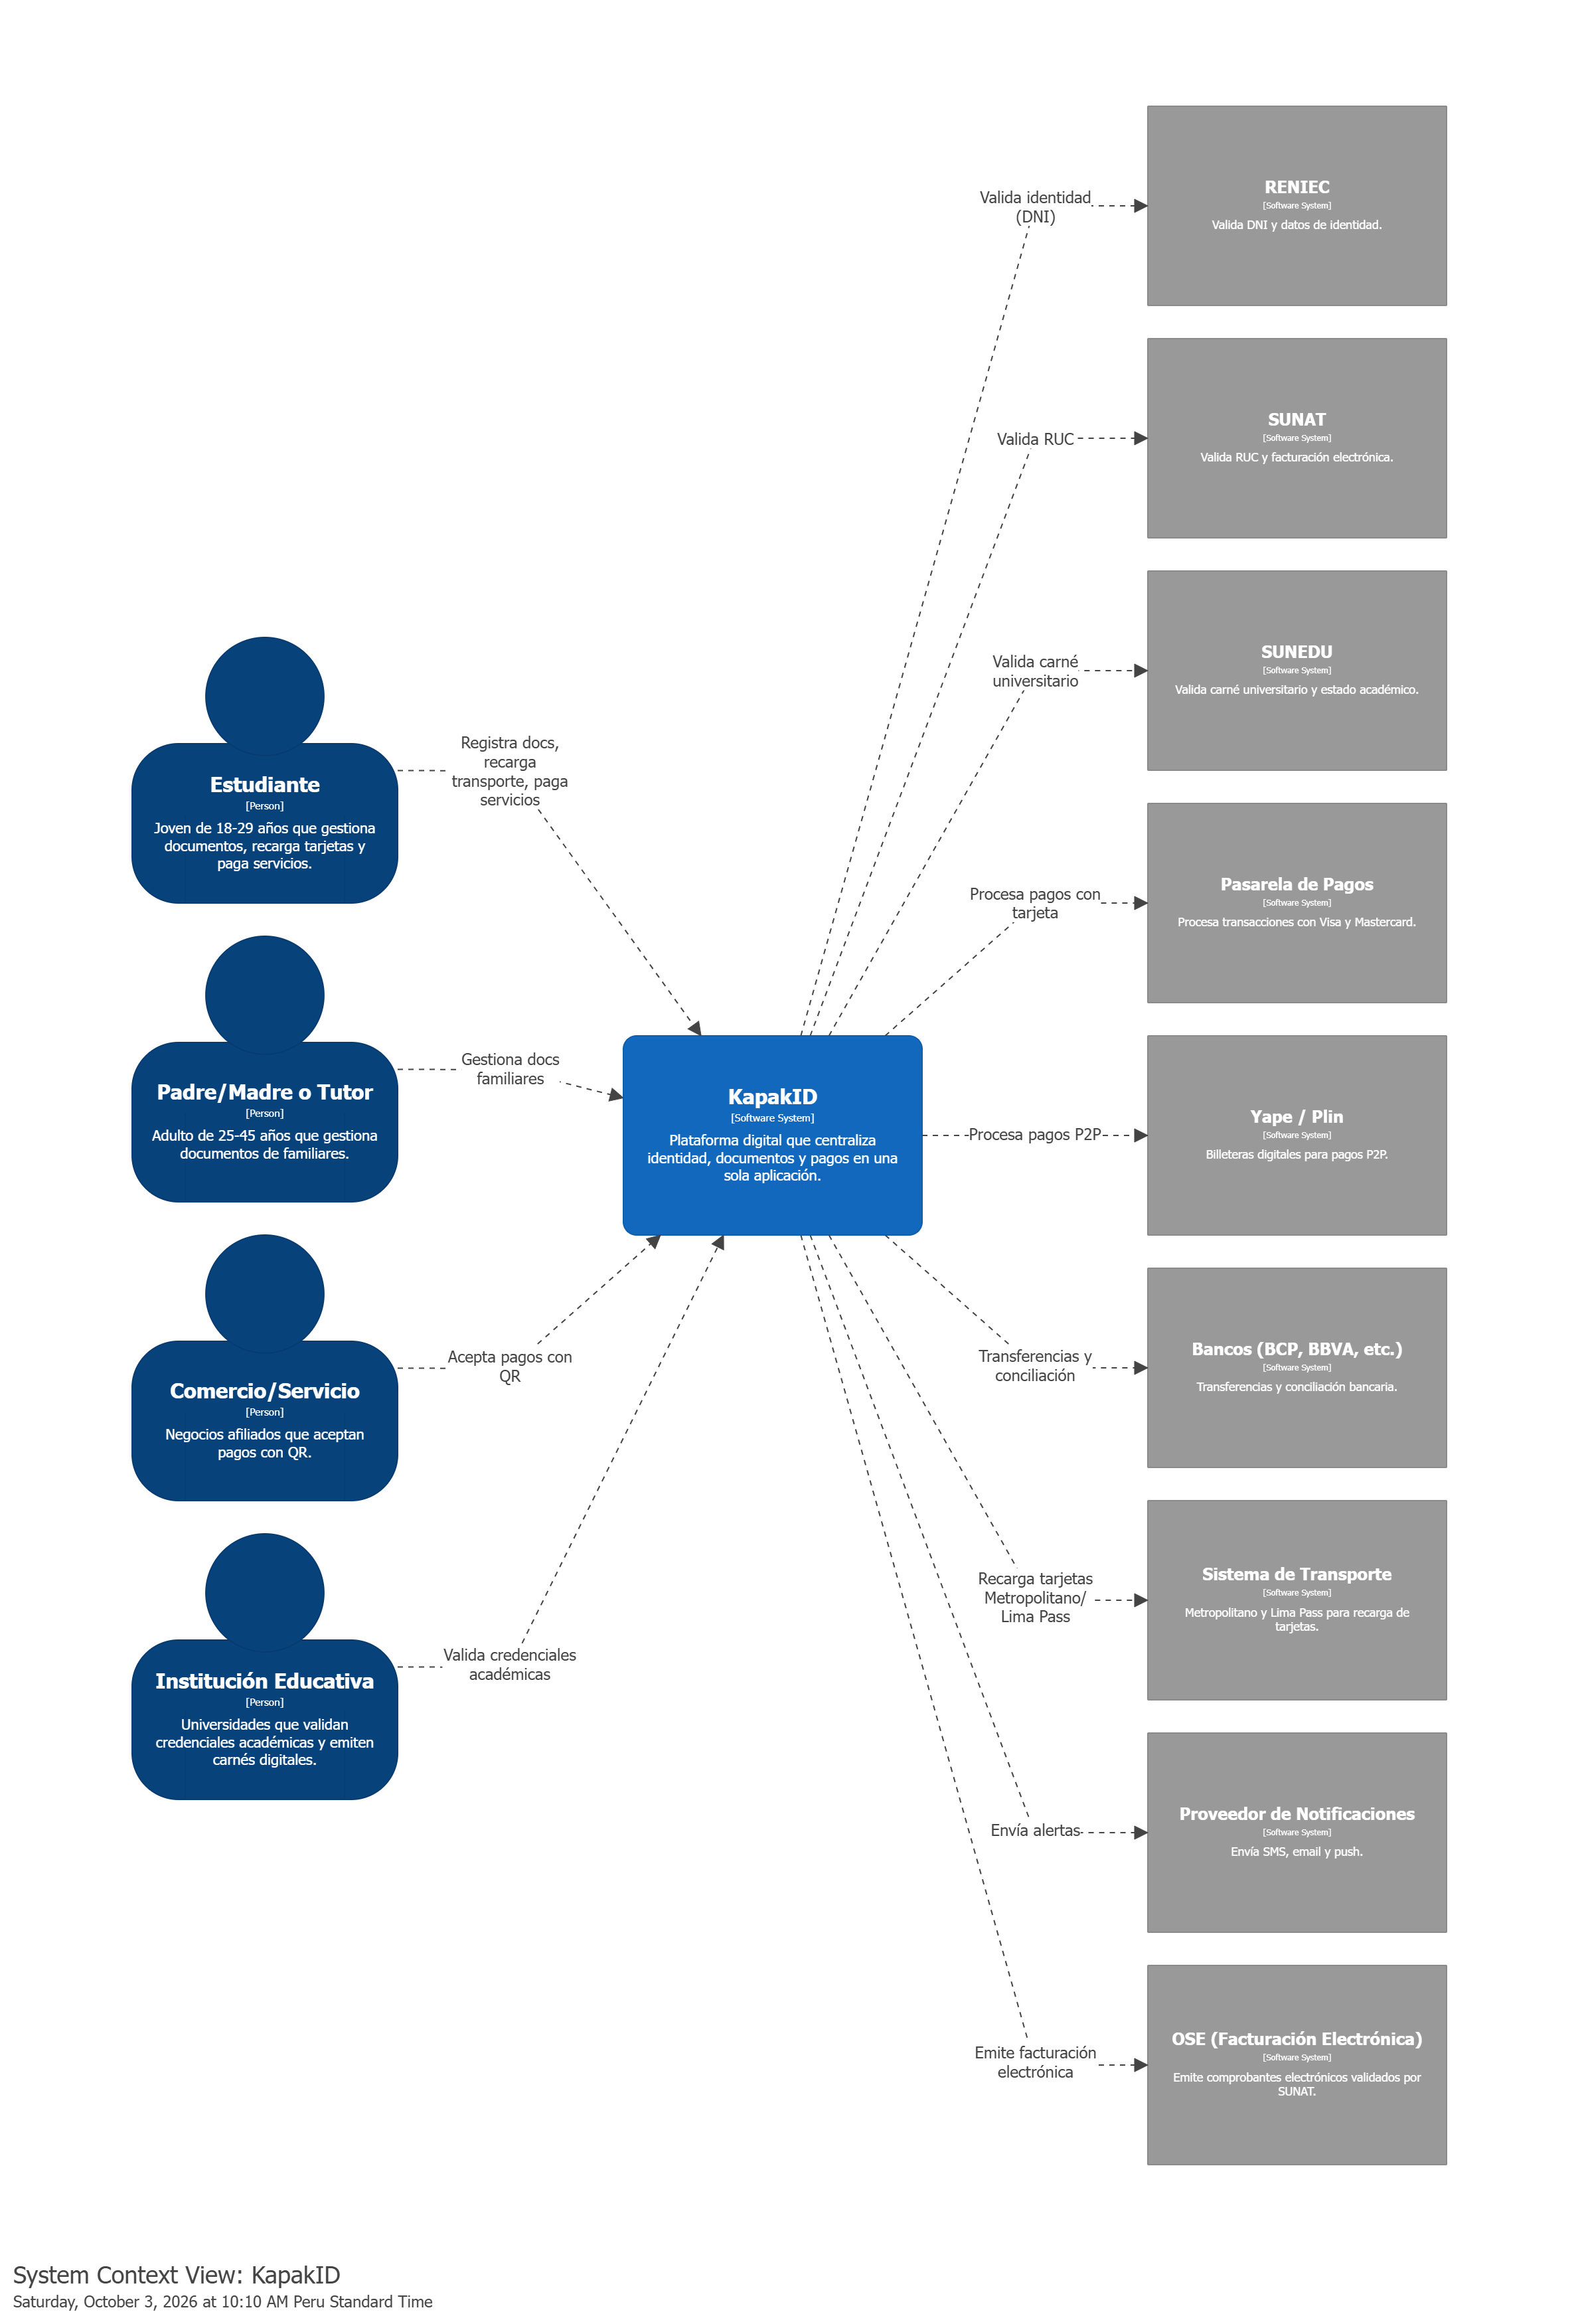 RENIEC
[Software System]
Valida DNI y datos de identidad.
Valida identidad
(DNI)
SUNAT
[Software System]
Valida RUC y facturación electrónica.
Valida RUC
SUNEDU
[Software System]
Valida carné universitario y estado académico.
Valida carné
universitario
Estudiante
[Person]
Joven de 18-29 años que gestiona
documentos, recarga tarjetas y
paga servicios.
Registra docs,
recarga
transporte, paga
servicios
Pasarela de Pagos
[Software System]
Procesa transacciones con Visa y Mastercard.
Procesa pagos con
tarjeta
Padre/Madre o Tutor
[Person]
Adulto de 25-45 años que gestiona
documentos de familiares.
Gestiona docs
familiares
KapakID
[Software System]
Plataforma digital que centraliza
identidad, documentos y pagos en una
sola aplicación.
Procesa pagos P2P
Yape / Plin
[Software System]
Billeteras digitales para pagos P2P.
Comercio/Servicio
[Person]
Negocios afiliados que aceptan
pagos con QR.
Acepta pagos con
QR
Transferencias y
conciliación
Bancos (BCP, BBVA, etc.)
[Software System]
Transferencias y conciliación bancaria.
Institución Educativa
[Person]
Universidades que validan
credenciales académicas y emiten
carnés digitales.
Valida credenciales
académicas
Recarga tarjetas
Metropolitano/
Lima Pass
Sistema de Transporte
[Software System]
Metropolitano y Lima Pass para recarga de
tarjetas.
Envía alertas
Proveedor de Notificaciones
[Software System]
Envía SMS, email y push.
Emite facturación
electrónica
OSE (Facturación Electrónica)
[Software System]
Emite comprobantes electrónicos validados por
SUNAT.
System Context View: KapakID
Saturday, October 3, 2026 at 10:10 AM Peru Standard Time